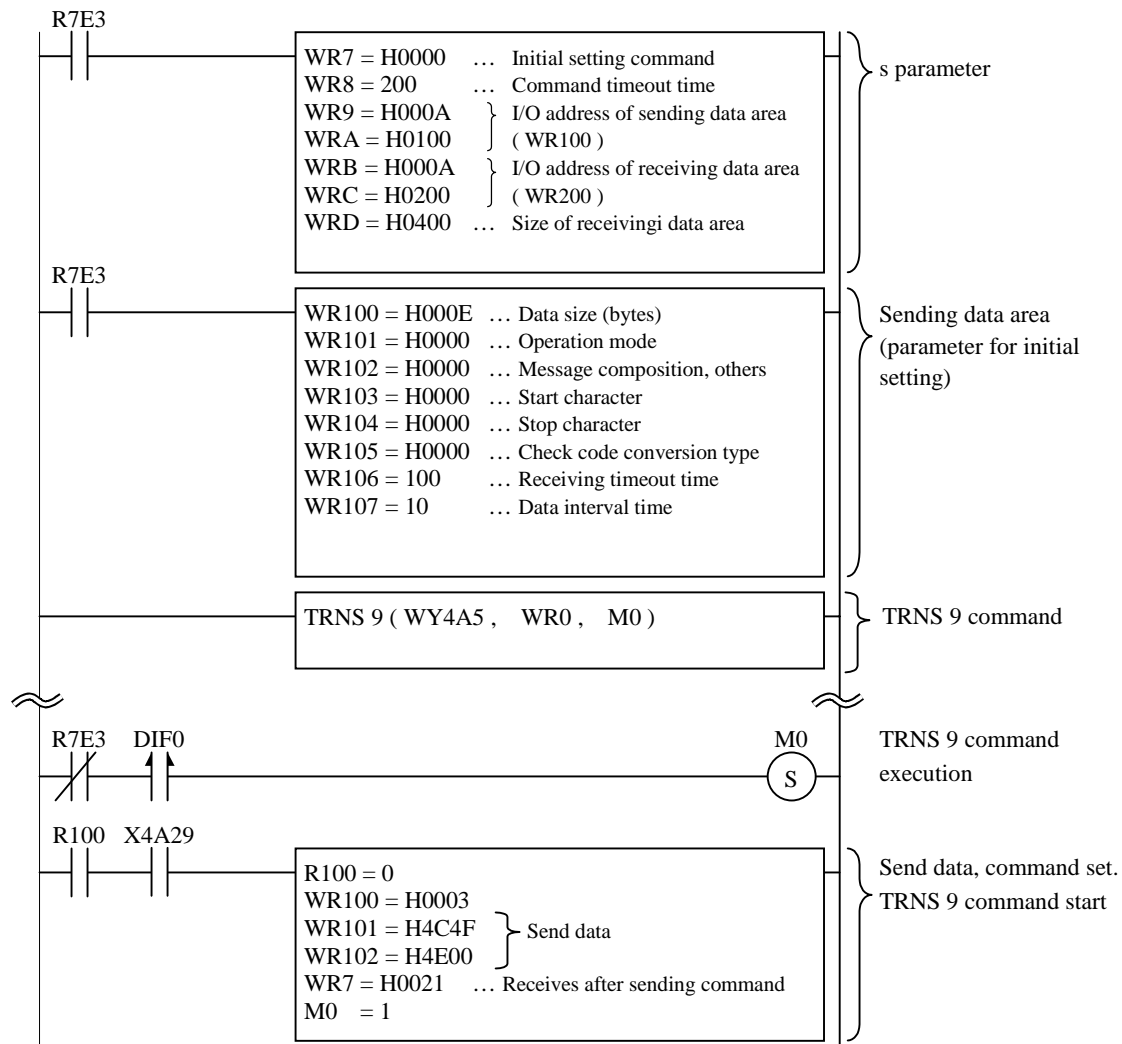 R7E3
WR7 = H0000 … Initial setting command
WR8 = 200 … Command timeout time
WR9 = H000A I/O address of sending data area
WRA = H0100 ( WR100 )
WRB = H000A I/O address of receiving data area
WRC = H0200 (WR200 )
WRD = H0400 … Size of receivingi data area
s parameter
R7E3
WR100 = H000E … Data size (bytes)
WR101 = H0000 … Operation mode
WR102 = H0000 … Message composition, others
WR103 = H0000 … Start character
WR104 = H0000 … Stop character
WR105 = H0000 … Check code conversion type
WR106 = 100 … Receiving timeout time
WR107 = 10 … Data interval time
Sending data area
(parameter for initial
setting)
TRNS 9 ( WY4A5 , WR0 , M0 )
TRNS 9 command
R7E3 DIF0 M0
S
TRNS 9 command
execution
R100 X4A29
R100 = 0
WR100 = H0003
WR101 = H4C4F
WR102 = H4E00
Send data
WR7 = H0021 … Receives after sending command
M0 = 1
Send data, command set.
TRNS 9 command start